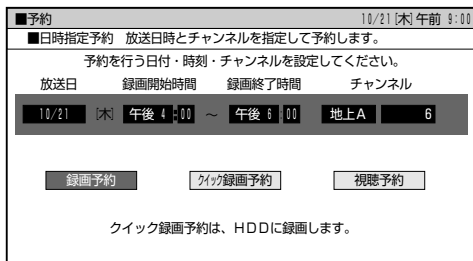 ■予約 10/21[木]午前 9:00
■日時指定予約 放送日時とチャンネルを指定して予約します。
予約を行う日付・時刻・チャンネルを設定してください。
放送日 録画開始時間 録画終了時間 チャンネル
10/21 [木] 午後 4:00 ～ 午後 6:00 地上A 6
録画予約 クイック録画予約 視聴予約
クイック録画予約は、HDDに録画します。